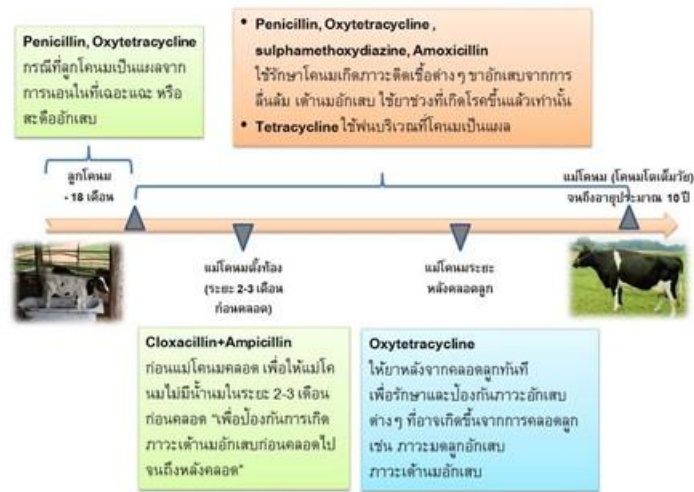 Penicillin, Oxytetracycline
กรณีที่ลูกโคนมเป็นแผลจาก
การนอนในที่เฉอะแฉะ หรือ
สะดืออักเสบ
• Penicillin, Oxytetracycline ,
sulphamethoxydiazine, Amoxicillin
ใช้รักษาโคนมเกิดภาวะติดเชื้อต่างๆ ขาอักเสบจากการ
ลื่นล้ม เต้านมอักเสบ ใช้ยาช่วงที่เกิดโรคขึ้นแล้วเท่านั้น
• Tetracycline ใช้พ่นบริเวณที่โคนมเป็นแผล
ลูกโคนม
- 18 เดือน
แม่โคนม (โคนมโตเต็มวัย)
จนถึงอายุประมาณ 10 ปี
แม่โคนมตั้งท้อง
(ระยะ 2-3 เดือน
ก่อนคลอด)
แม่โคนมระยะ
หลังคลอดลูก
Cloxacillin+Ampicillin
ก่อนแม่โคนมคลอด เพื่อให้แม่โค
นมไม่มีน้ำนมในระยะ 2-3 เดือน
ก่อนคลอด "เพื่อป้องกันการเกิด
ภาวะเต้านมอักเสบก่อนคลอดไป
จนถึงหลังคลอด"
Oxytetracycline
ให้ยาหลังจากคลอดลูกทันที
เพื่อรักษาและป้องกันภาวะอักเสบ
ต่างๆ ที่อาจเกิดขึ้นจากการคลอดลูก
เช่น ภาวะมดลูกอักเสบ
ภาวะเต้านมอักเสบ